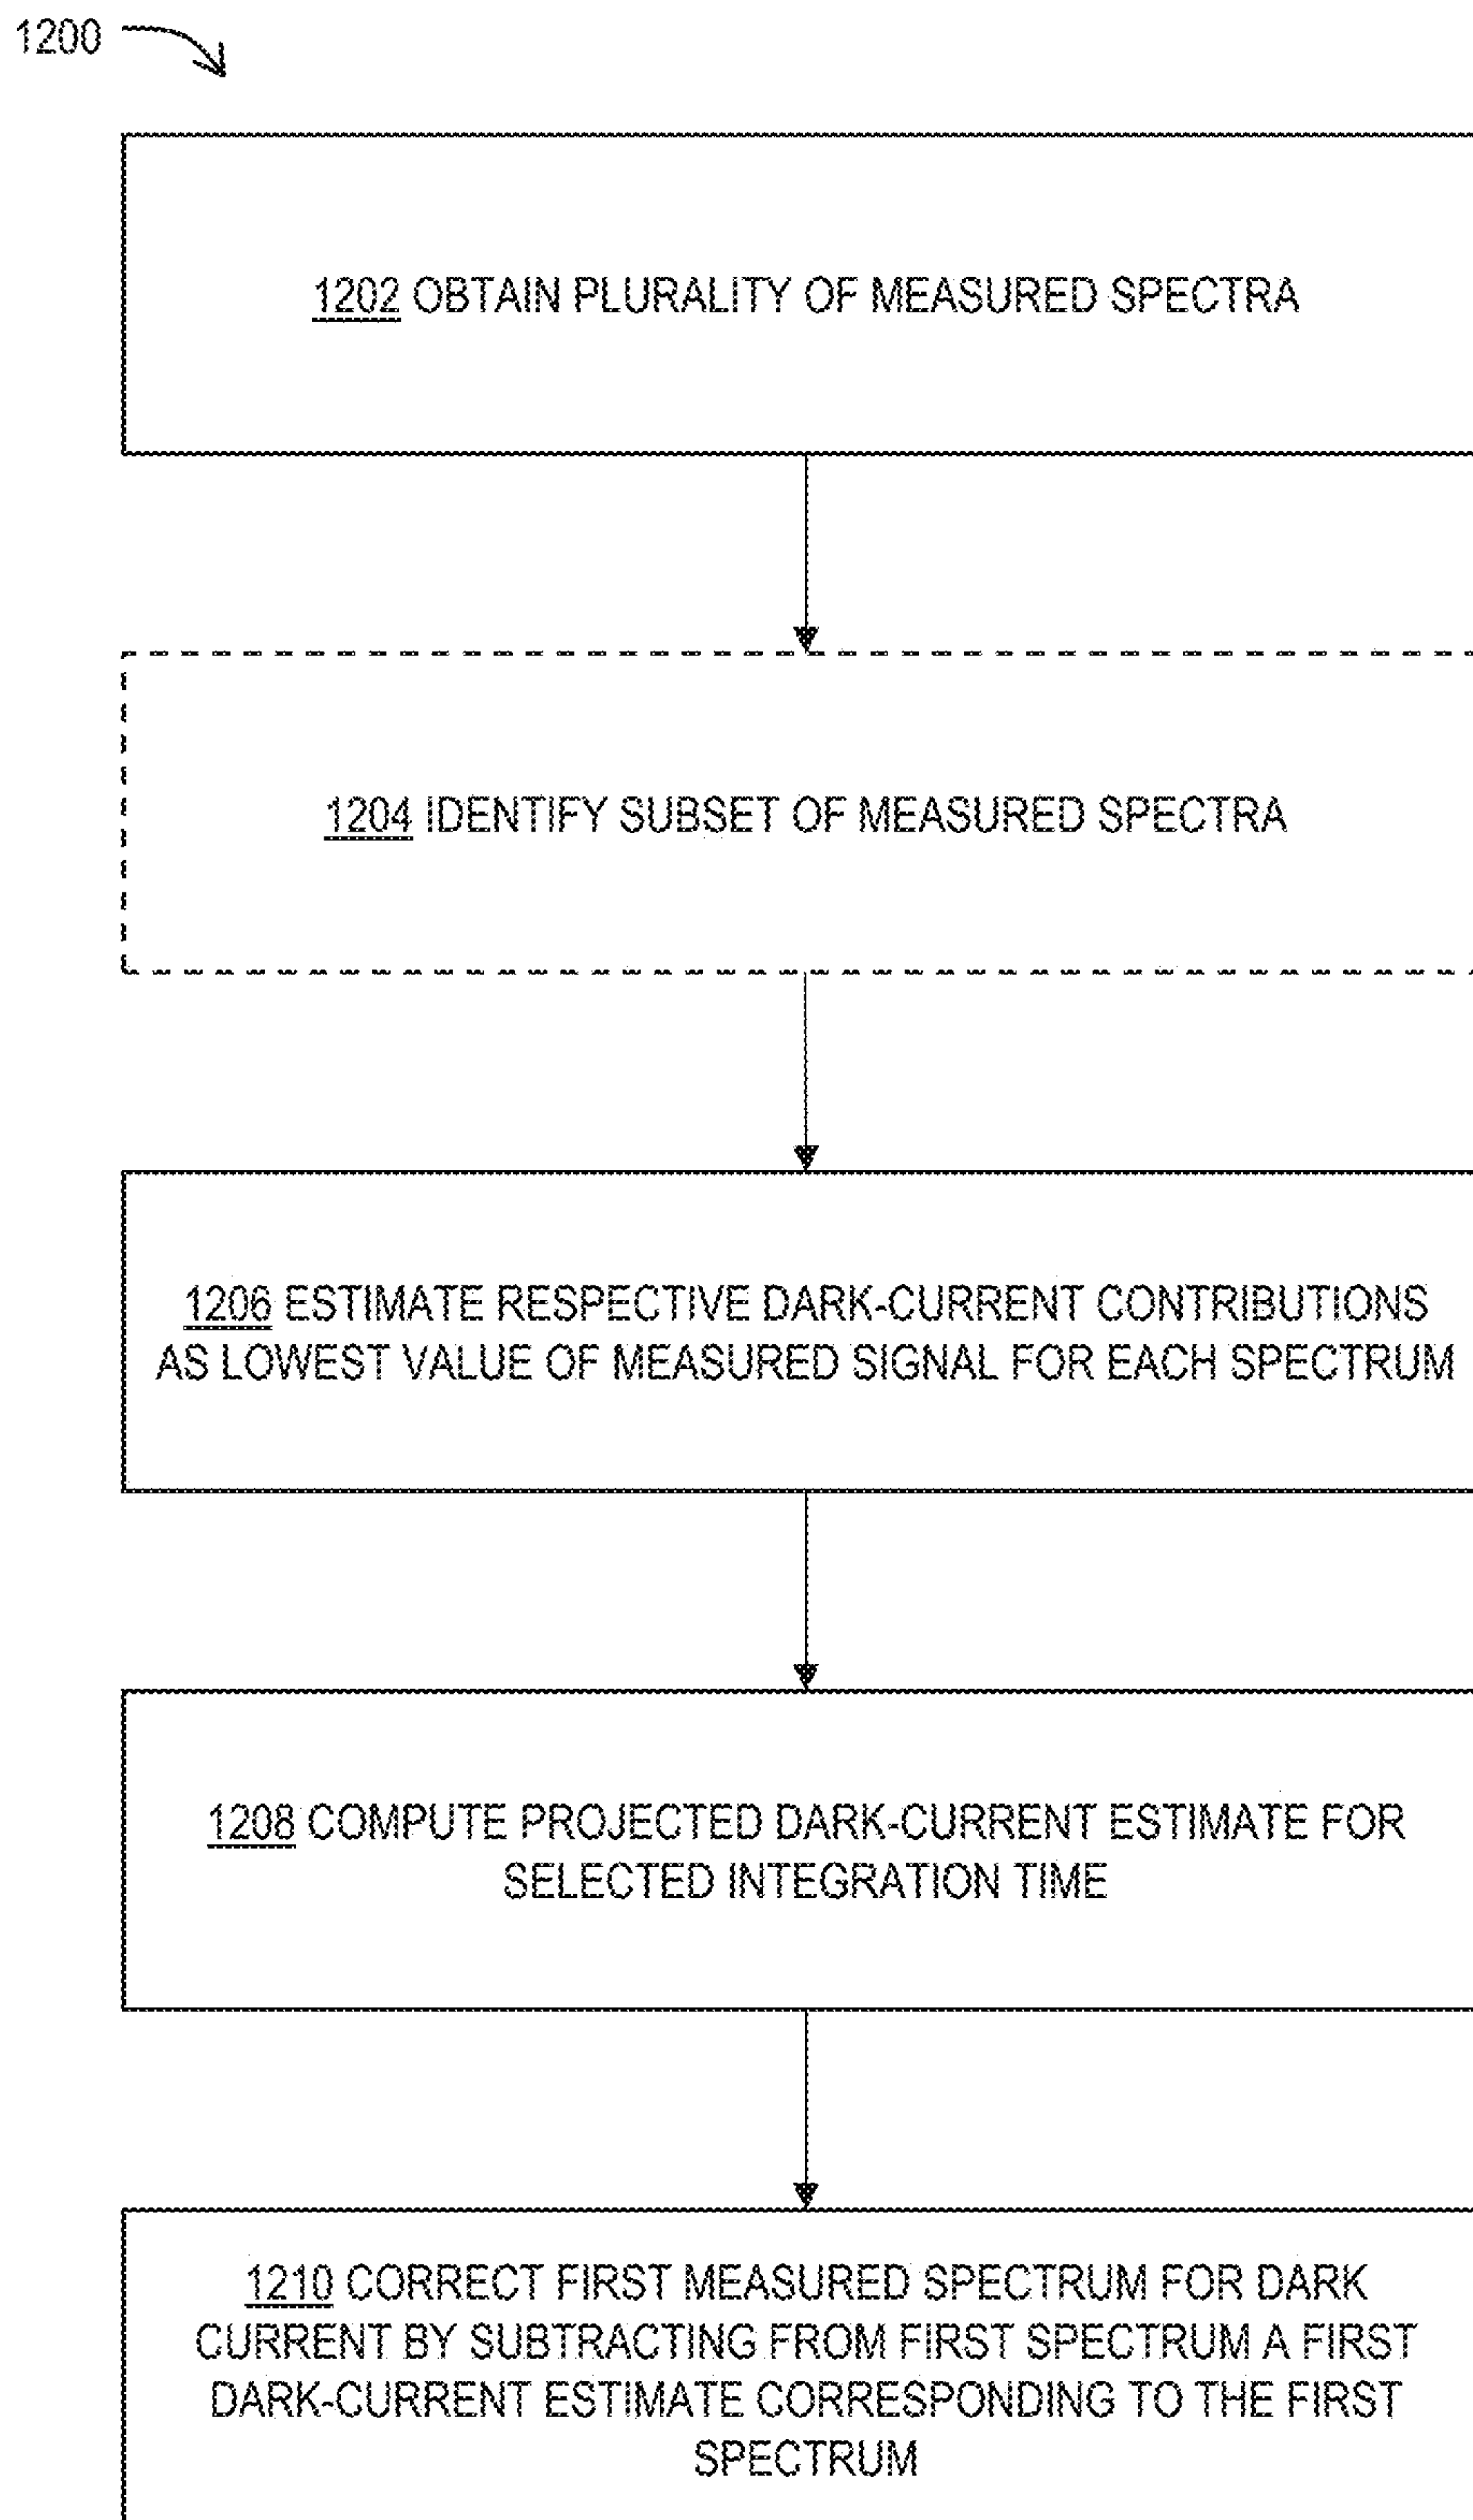 1200
1202 OBTAIN PLURALITY OF MEASURED SPECTRA
1204 IDENTIFY SUBSET OF MEASURED SPECTRA
1206 ESTIMATE RESPECTIVE DARK-CURRENT CONTRIBUTIONS
AS LOWEST VALUE OF MEASURED SIGNAL FOR EACH SPECTRUM
1208 COMPUTE PROJECTED DARK-CURRENT ESTIMATE FOR
SELECTED INTEGRATION TIME
1210 CORRECT FIRST MEASURED SPECTRUM FOR DARK
CURRENT BY SUBTRACTING FROM FIRST SPECTRUM A FIRST
DARK-CURRENT ESTIMATE CORRESPONDING TO THE FIRST
SPECTRUM